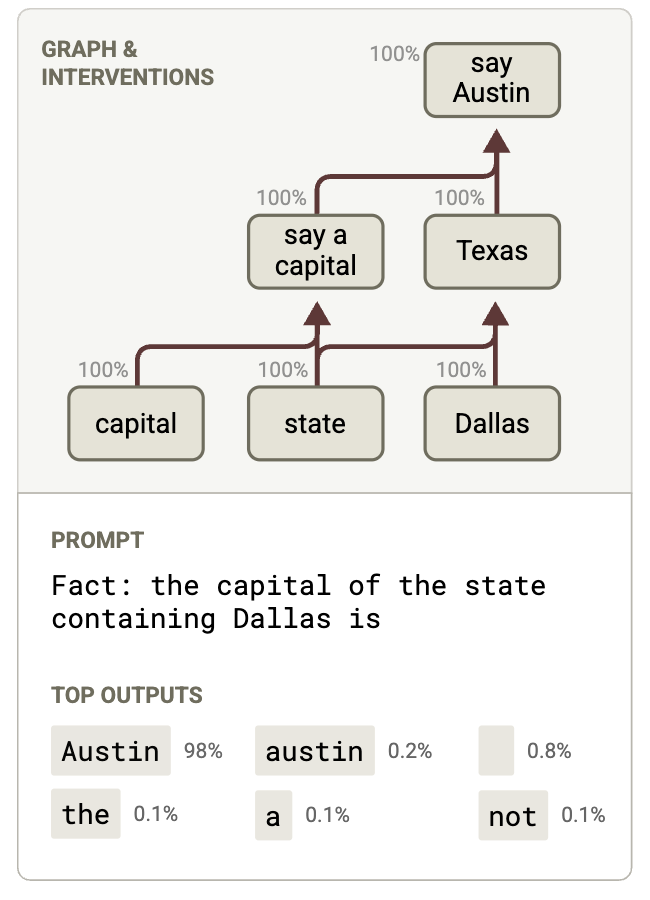 GRAPH &
INTERVENTIONS
100%
say
Austin
100%
100%
say a
capital
Texas
100%
100%
100%
capital
state
Dallas
PROMPT
Fact: the capital of the state
containing Dallas is
TOP OUTPUTS
Austin 98% austin 0.2% 0.8%
the 0.1% a 0.1% not 0.1%